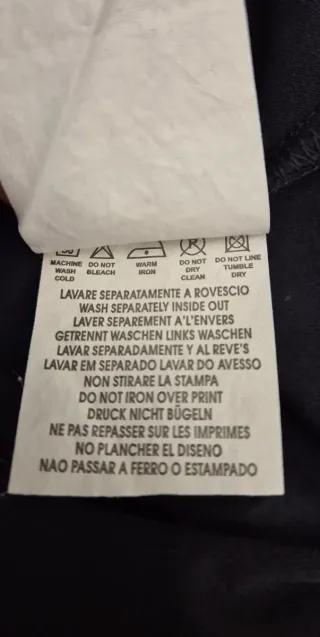 MACHINE WASH COLD
DO NOT BLEACH
WARM IRON
DO NOT DRY CLEAN
DO NOT LINE TUMBLE DRY
LAVARE SEPARATAMENTE A ROVESCIO
WASH SEPARATELY INSIDE OUT
LAVER SEPAREMENT A'L'ENVERS
GETRENNT WASCHEN LINKS WASCHEN
LAVAR SEPARADAMENTE Y AL REVE'S
LAVAR EM SEPARADO LAVAR DO AVESSO
NON STIRARE LA STAMPA
DO NOT IRON OVER PRINT
DRUCK NICHT BÜGELN
NE PAS REPASSER SUR LES IMPRIMES
NO PLANCHER EL DISENO
NAO PASSAR A FERRO O ESTAMPADO